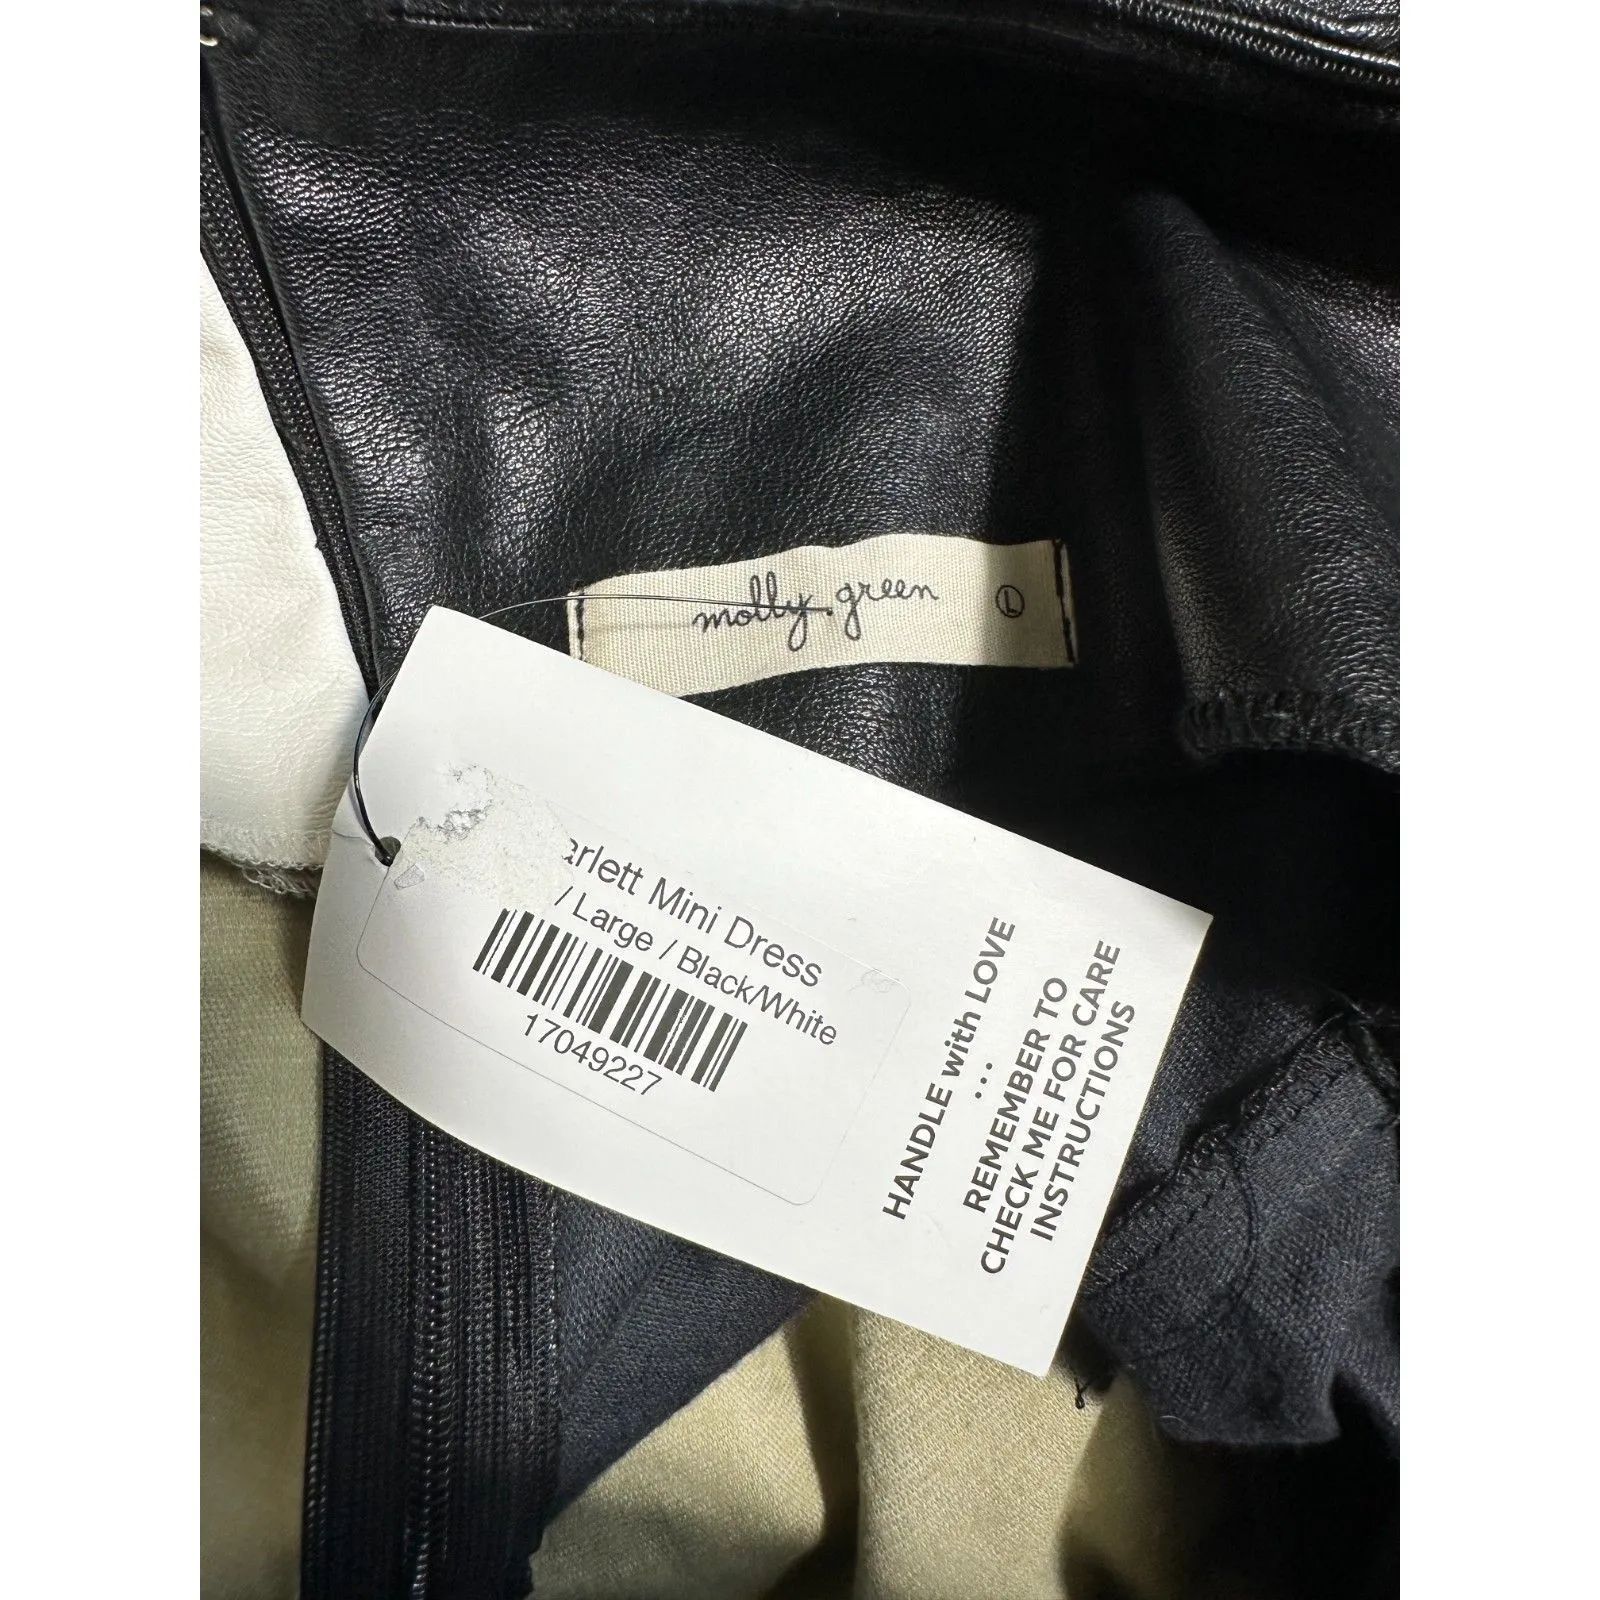 molly.green L
arlett Mini Dress
/ Large / Black/White
17049227
HANDLE with LOVE
...
REMEMBER TO
CHECK ME FOR CARE
INSTRUCTIONS